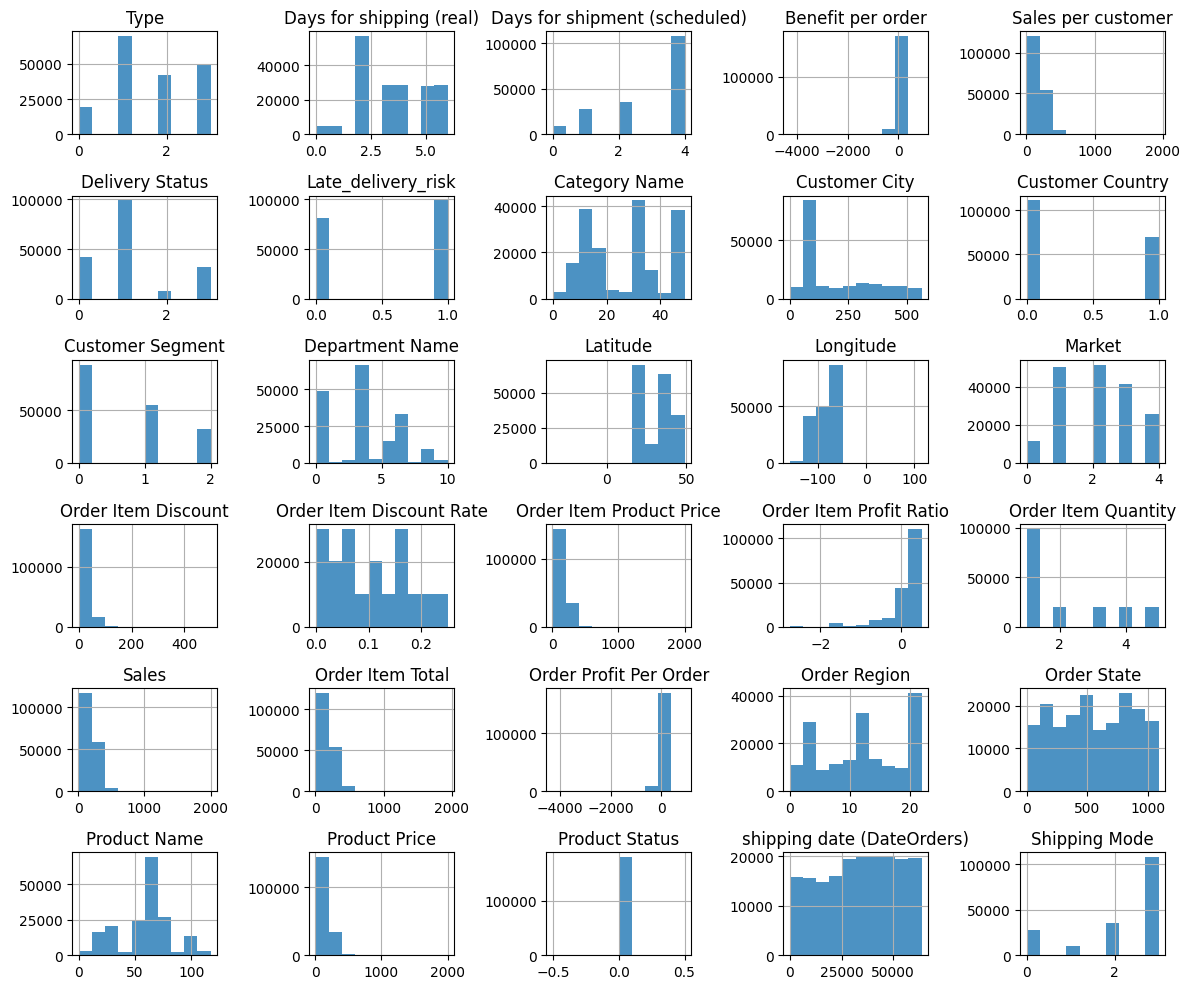 Type Days for shipping (real) Days for shipment (scheduled) Benefit per order Sales per customer
50000 40000 100000 100000 100000
25000 20000 50000 50000
0 0 0 0 0
0 2 0.0 2.5 5.0 0 2 4 −4000 −2000 0 0 1000 2000
Delivery Status Late_delivery_risk Category Name Customer City Customer Country
100000 100000 40000 50000 100000
50000 50000 20000 50000
0 0 0 0 0
0 2 0.0 0.5 1.0 0 20 40 0 250 500 0.0 0.5 1.0
Customer Segment Department Name Latitude Longitude Market
50000 50000 50000 50000 40000
25000 25000 20000
0 0 0 0 0
0 1 2 0 5 10 0 50 −100 0 100 0 2 4
Order Item Discount Order Item Discount Rate Order Item Product Price Order Item Profit Ratio Order Item Quantity
100000 20000 100000 100000 100000
50000 50000 50000
0 0 0 0 0
0 200 400 0.0 0.1 0.2 0 1000 2000 −2 0 2 4
Sales Order Item Total Order Profit Per Order Order Region Order State
100000 100000 100000 40000 20000
50000 50000 20000 10000
0 0 0 0 0
0 1000 2000 0 1000 2000 −4000 −2000 0 0 10 20 0 500 1000
Product Name Product Price Product Status shipping date (DateOrders) Shipping Mode
50000 100000 100000 20000 100000
25000 10000 50000
0 0 0 0 0
0 50 100 0 1000 2000 −0.5 0.0 0.5 0 25000 50000 0 2